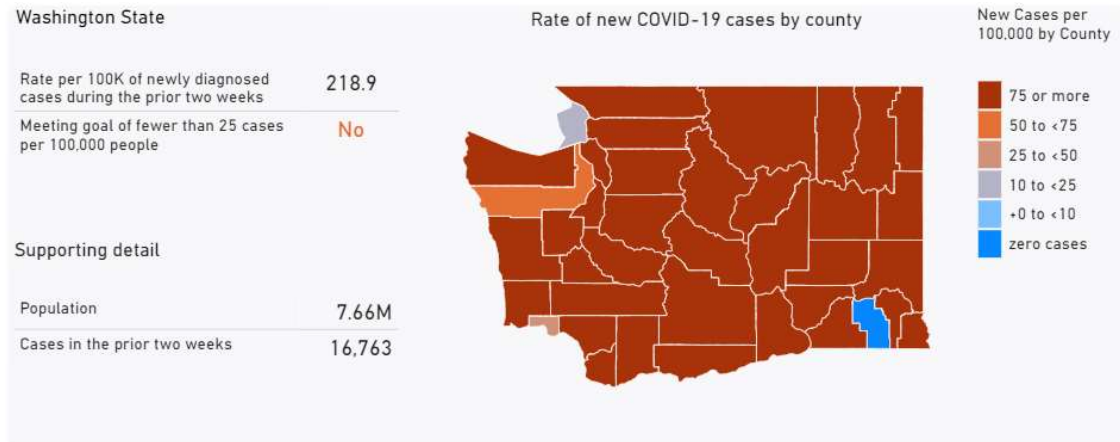 Washington State
Rate per 100K of newly diagnosed
cases during the prior two weeks
218.9
Meeting goal of fewer than 25 cases
per 100,000 people
No
Supporting detail
Population
7.66M
Cases in the prior two weeks
16,763
Rate of new COVID-19 cases by county
New Cases per
100,000 by County
75 or more
50 to <75
25 to <50
10 to <25
+0 to <10
zero cases